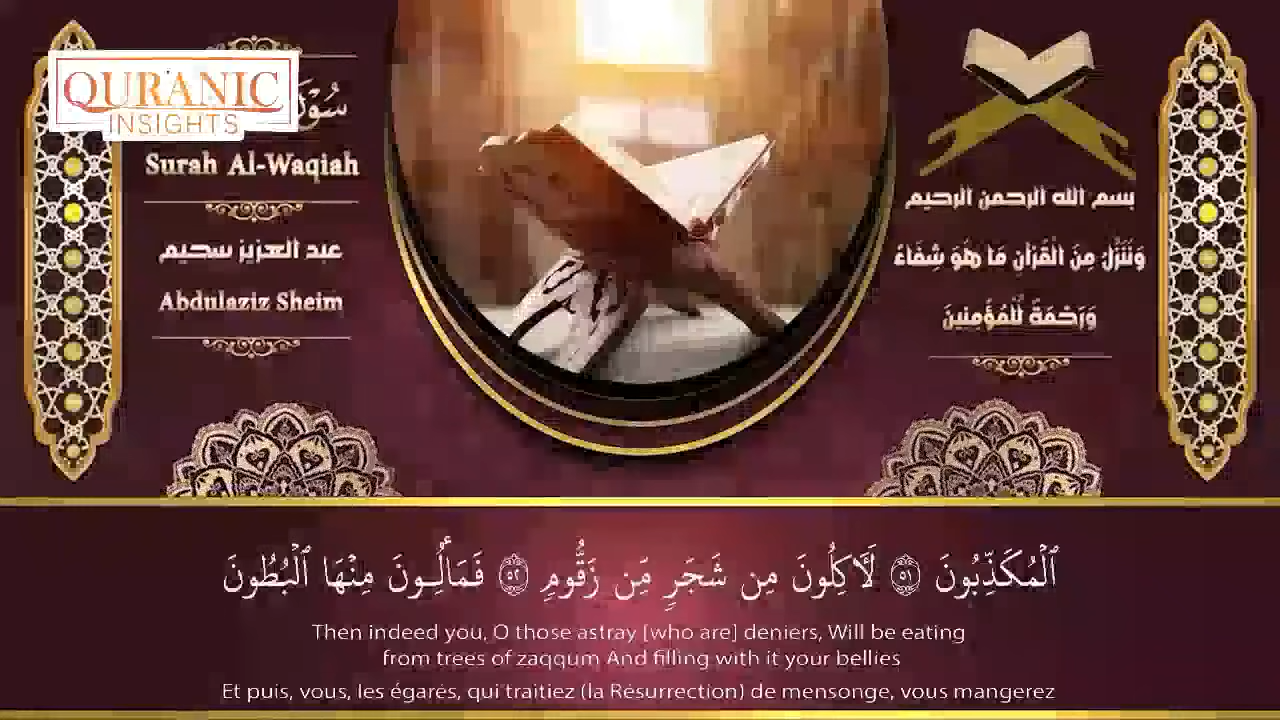 QURANIC
INSIGHTS
Surah Al-Waqiah
عبد العزيز سحيم
Abdulaziz Sheim
بسم الله الرحمن الرحيم
وَنُنَزِّلُ مِنَ الْقُرْآنِ مَا هُوَ شِفَاءٌ
وَرَحْمَةٌ لِّلْمُؤْمِنِينَ
ٱلْمُكَذِّبُونَ ٥١ لَـَٔاكِلُونَ مِن شَجَرٍ مِّن زَقُّومٍ ٥٢ فَمَالِـُٔونَ مِنْهَا ٱلْبُطُونَ
Then indeed you, O those astray [who are] deniers, Will be eating
from trees of zaqqum And filling with it your bellies
Et puis, vous, les égarés, qui traitiez (la Résurrection) de mensonge, vous mangerez